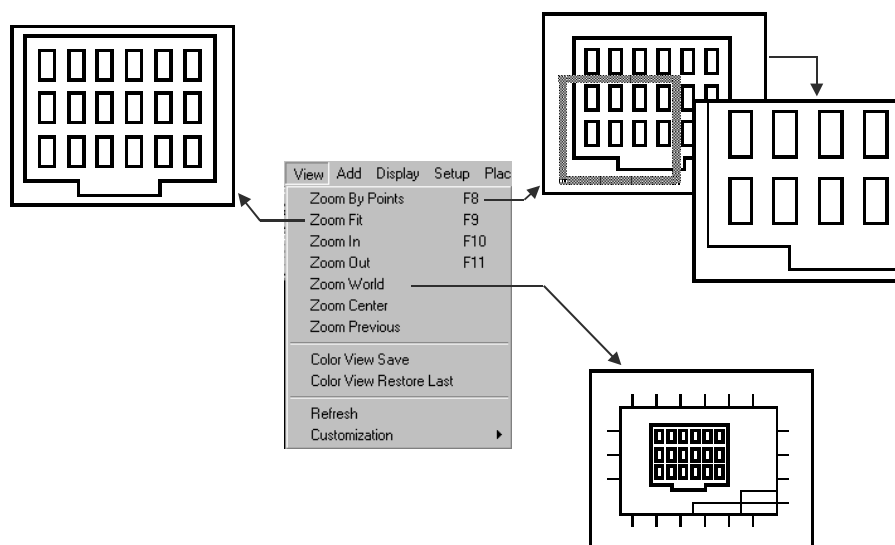 View Add Display Setup Plac
Zoom By Points F8
Zoom Fit F9
Zoom In F10
Zoom Out F11
Zoom World
Zoom Center
Zoom Previous
Color View Save
Color View Restore Last
Refresh
Customization